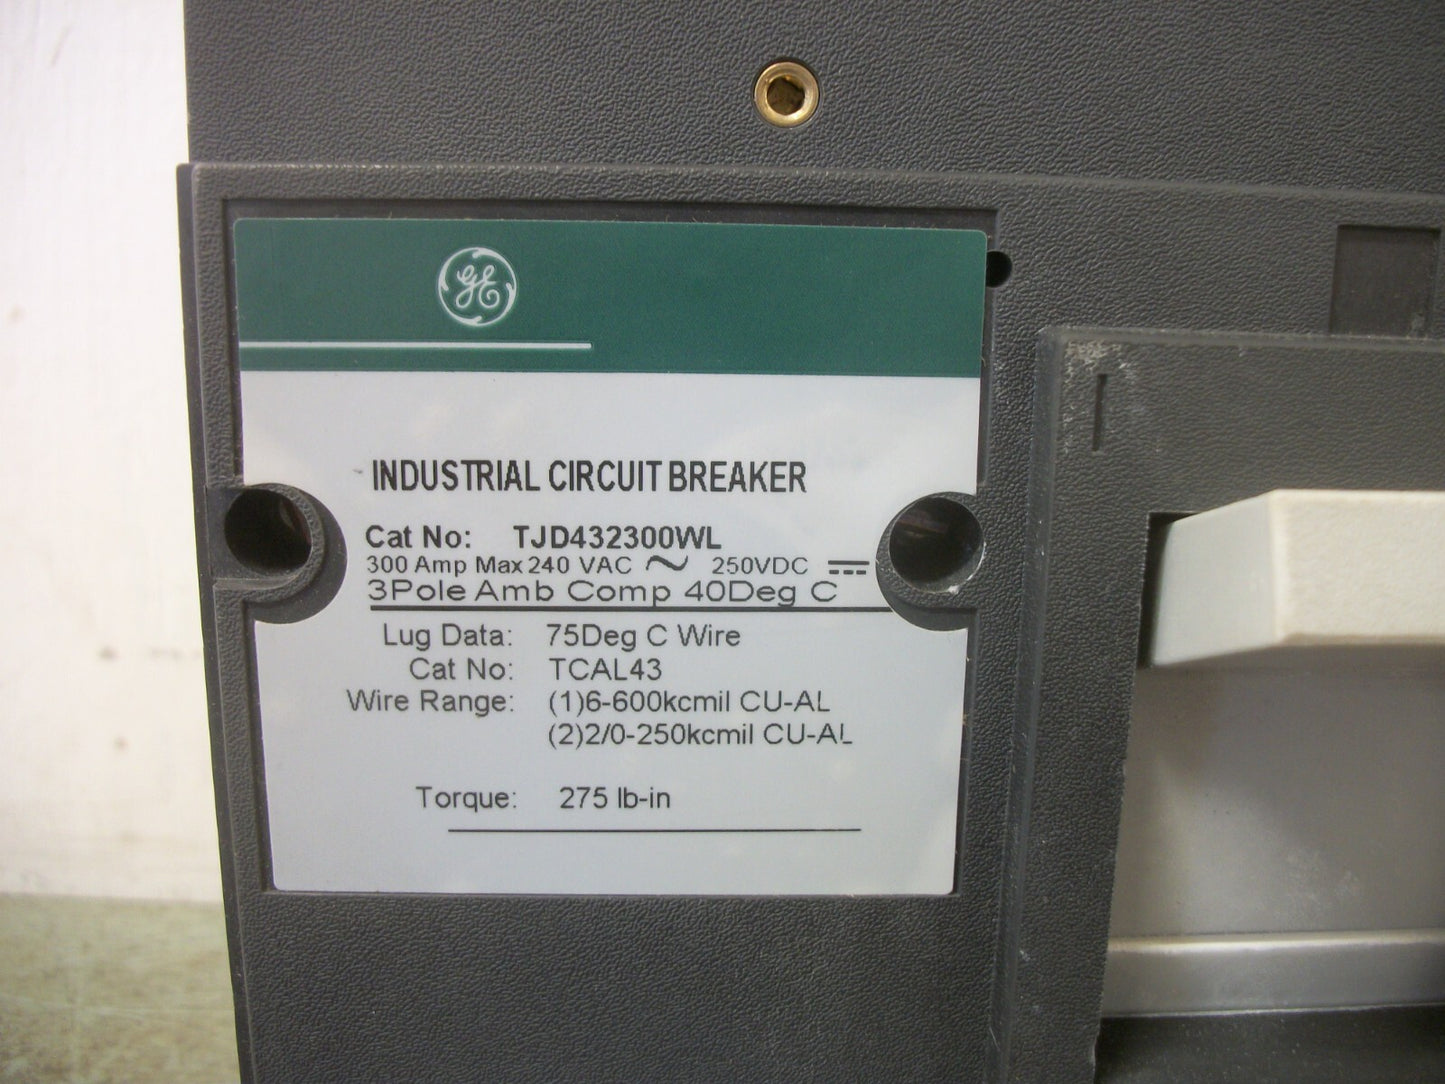 GE
INDUSTRIAL CIRCUIT BREAKER
Cat No: TJD432300WL
300 Amp Max 240 VAC ~ 250VDC
3Pole Amb Comp 40Deg C
Lug Data: 75Deg C Wire
Cat No: TCAL43
Wire Range: (1)6-600kcmil CU-AL
(2)2/0-250kcmil CU-AL
Torque: 275 lb-in